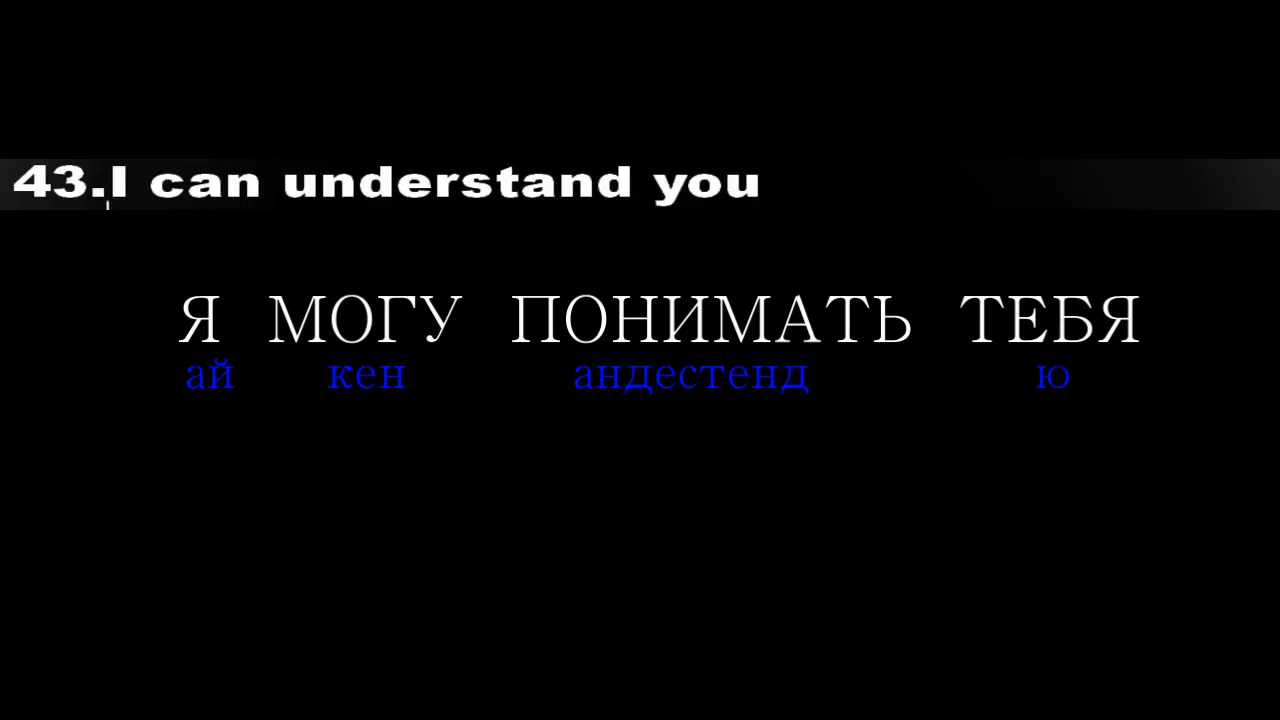 43.I can understand you
Я МОГУ ПОНИМАТЬ ТЕБЯ
ай кен андестенд ю